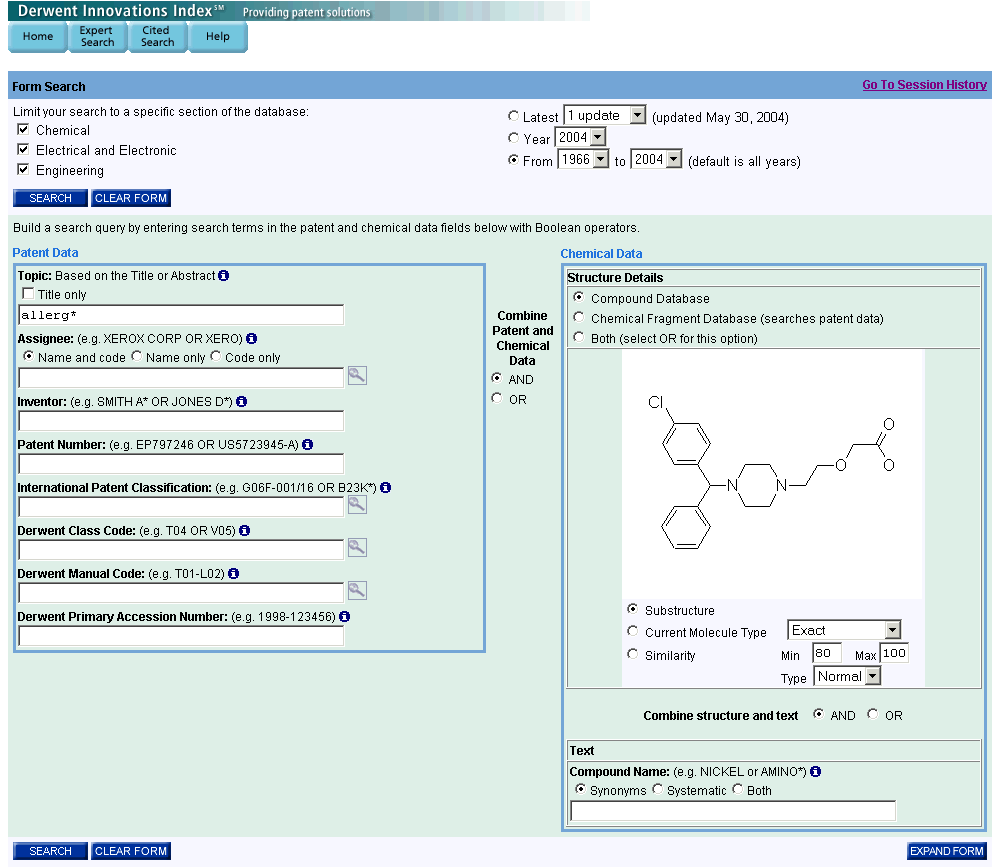 Derwent Innovations Index℠ Providing patent solutions
Home Expert Search Cited Search Help
Form Search Go To Session History
Limit your search to a specific section of the database:
Chemical
Electrical and Electronic
Engineering
Latest 1 update (updated May 30, 2004)
Year 2004
From 1966 to 2004 (default is all years)
SEARCH CLEAR FORM
Build a search query by entering search terms in the patent and chemical data fields below with Boolean operators.
Patent Data
Topic: Based on the Title or Abstract
Title only
allerg*
Assignee: (e.g. XEROX CORP OR XERO)
Name and code Name only Code only
Inventor: (e.g. SMITH A* OR JONES D*)
Patent Number: (e.g. EP797246 OR US5723945-A)
International Patent Classification: (e.g. G06F-001/16 OR B23K*)
Derwent Class Code: (e.g. T04 OR V05)
Derwent Manual Code: (e.g. T01-L02)
Derwent Primary Accession Number: (e.g. 1998-123456)
Combine
Patent and
Chemical
Data
AND
OR
Chemical Data
Structure Details
Compound Database
Chemical Fragment Database (searches patent data)
Both (select OR for this option)
Cl
O
O
O
N
N
Substructure
Current Molecule Type Exact
Similarity Min 80 Max 100
Type Normal
Combine structure and text AND OR
Text
Compound Name: (e.g. NICKEL or AMINO*)
Synonyms Systematic Both
SEARCH CLEAR FORM EXPAND FORM